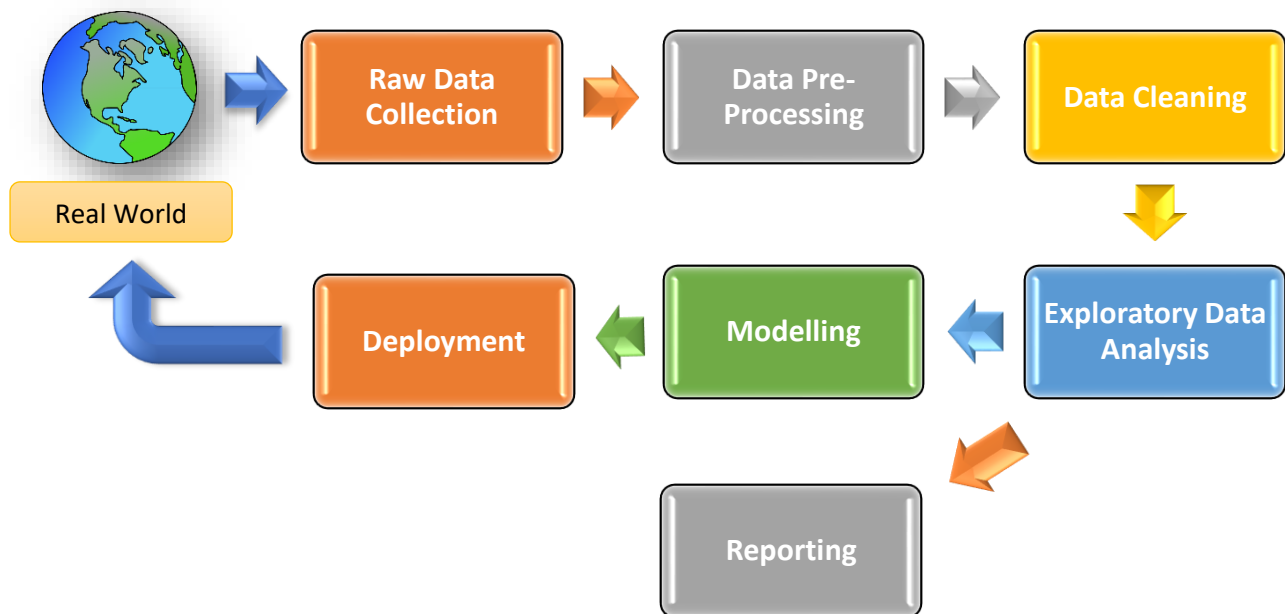 Raw Data
Collection
Data Pre-
Processing
Data Cleaning
Real World
Deployment
Modelling
Exploratory Data
Analysis
Reporting